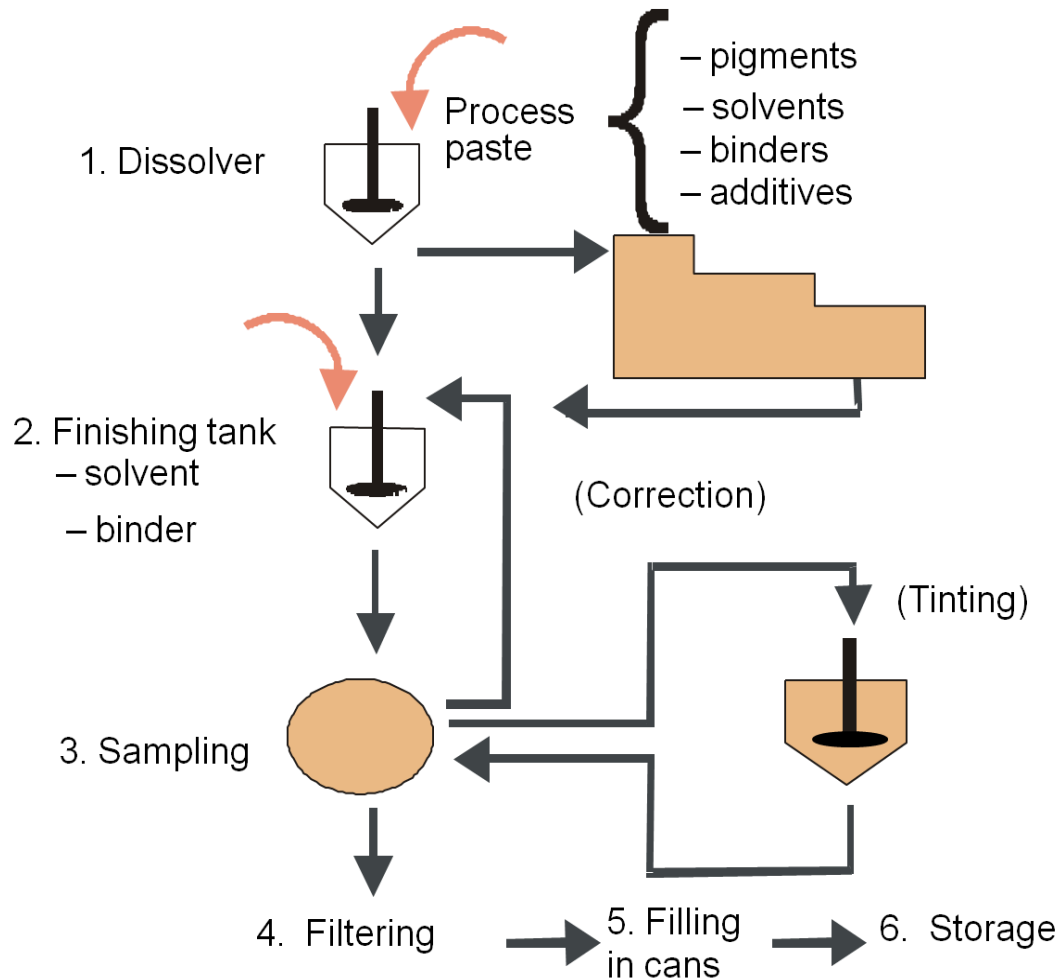 1. Dissolver
Process
paste
– pigments
– solvents
– binders
– additives
2. Finishing tank
– solvent
– binder
(Correction)
(Tinting)
3. Sampling
4. Filtering
5. Filling
in cans
6. Storage